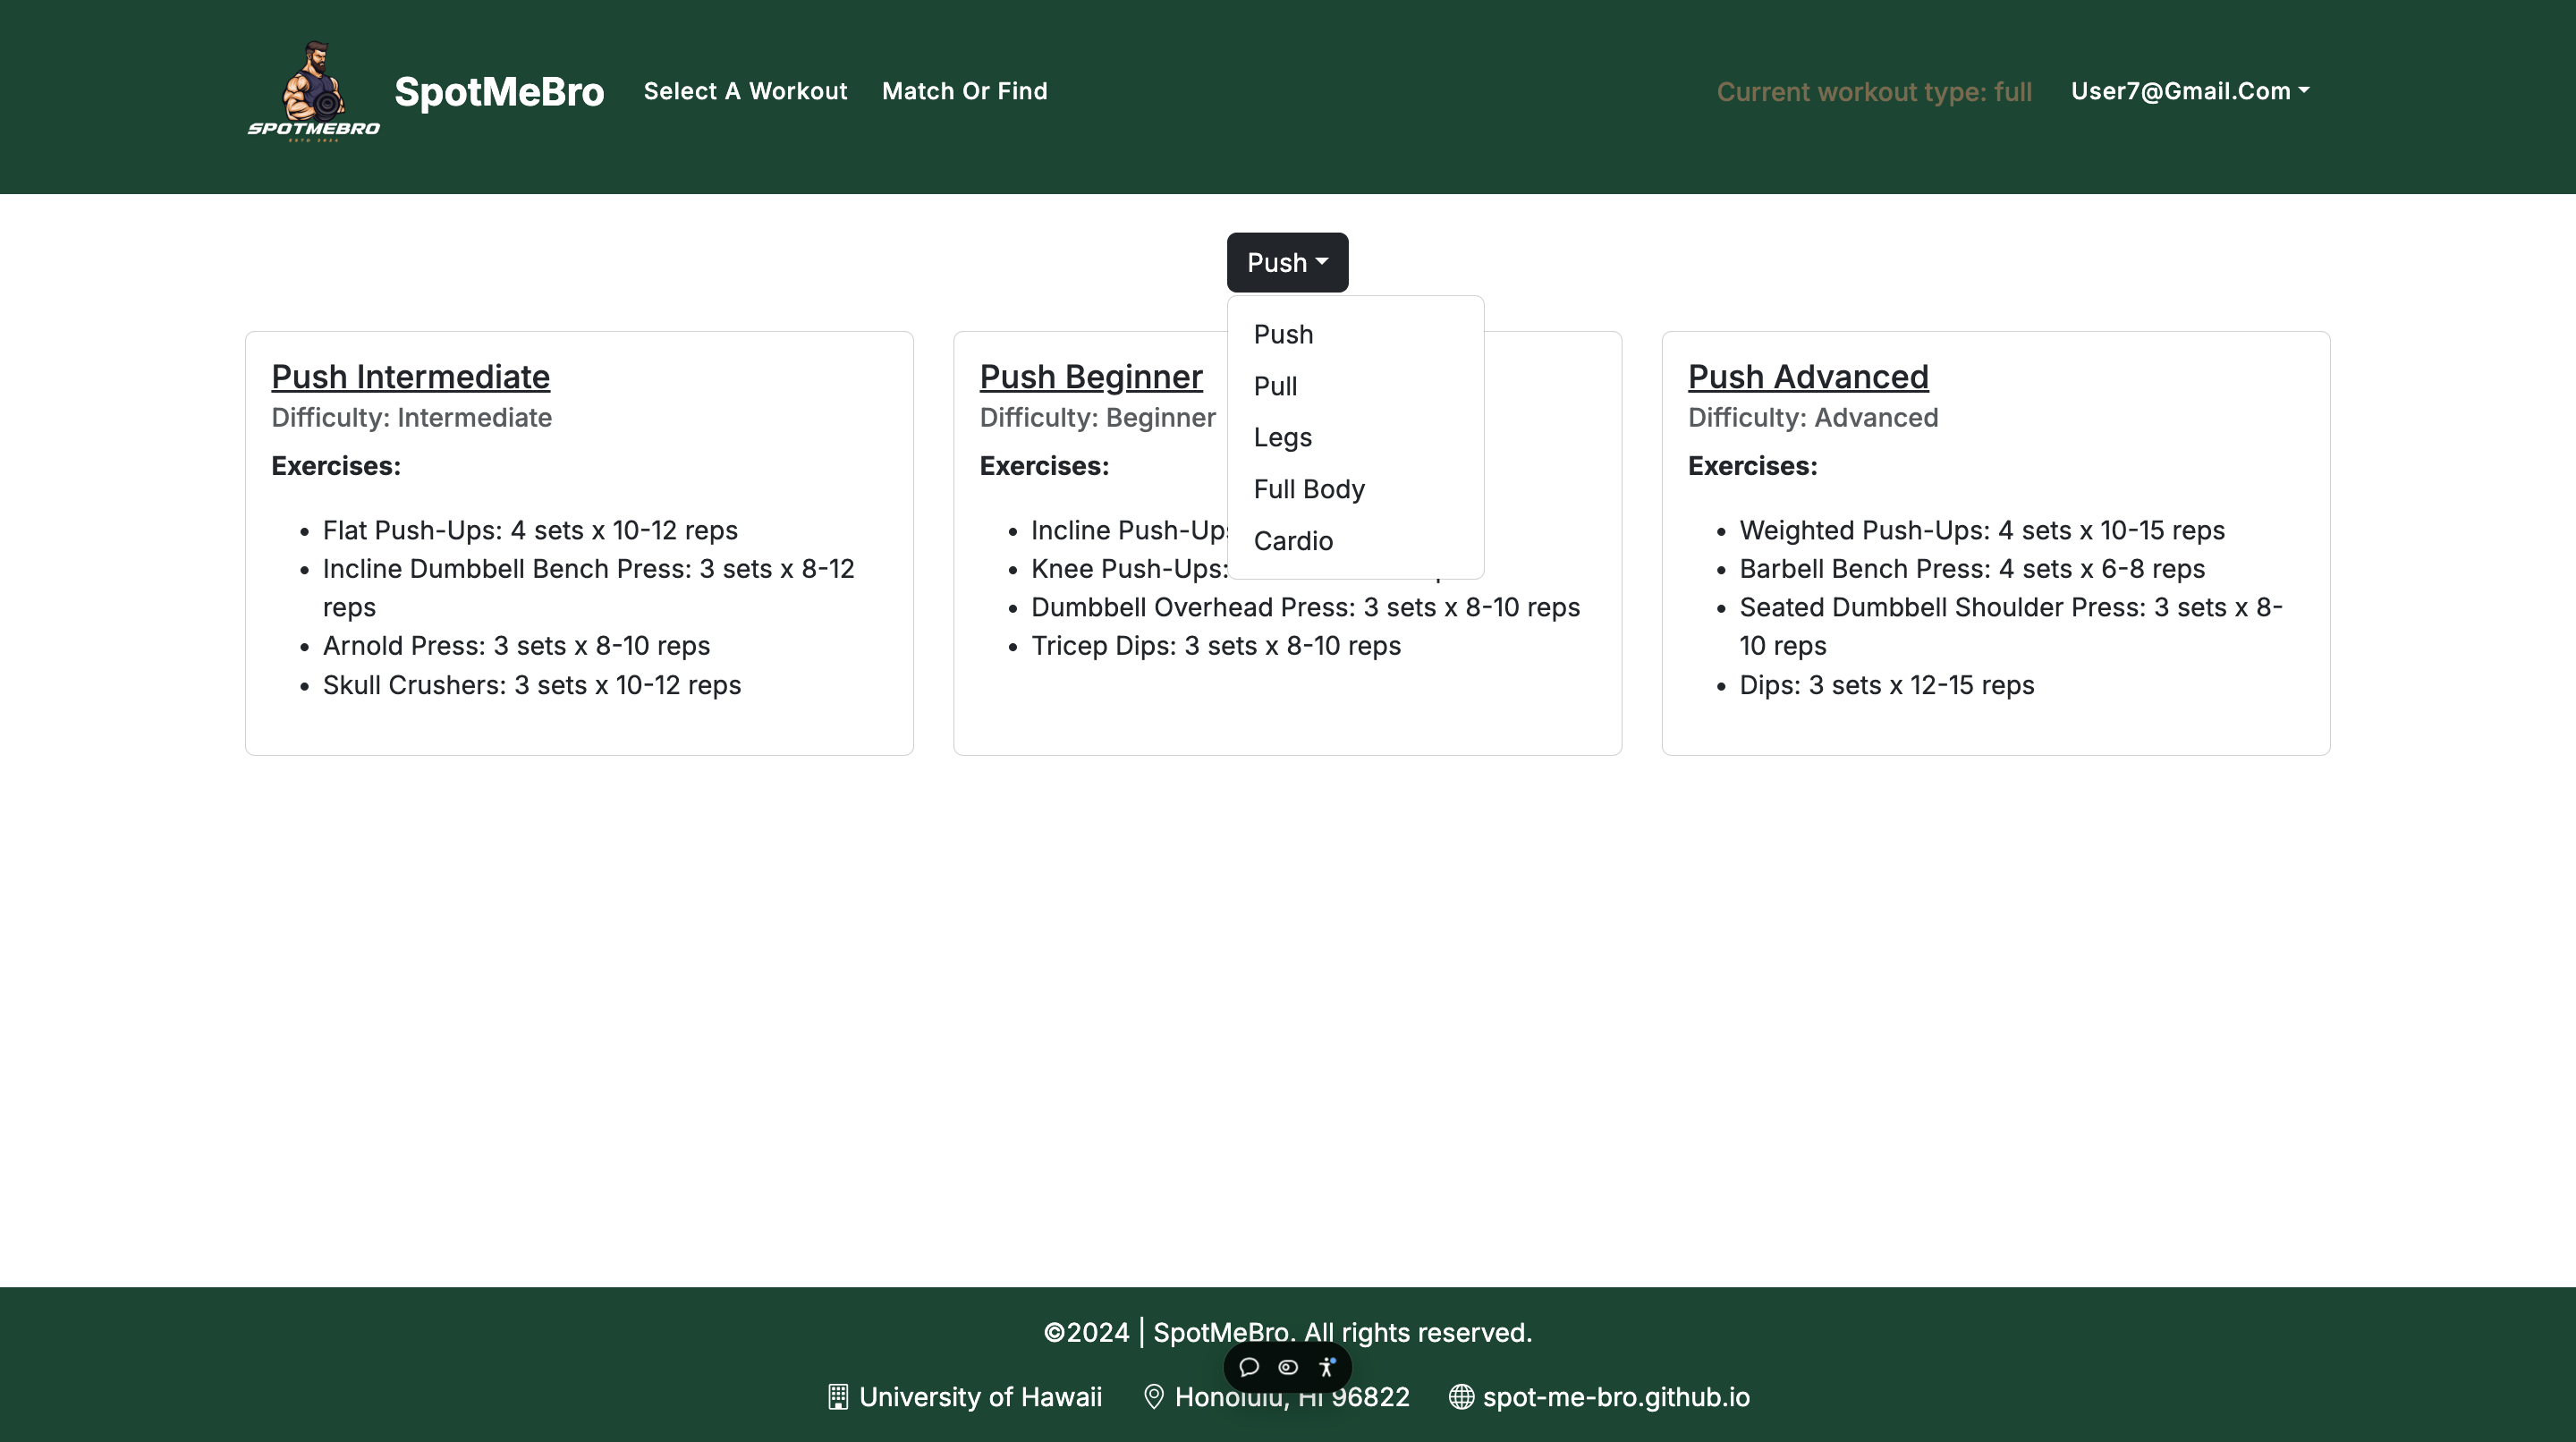 SPOTMEBRO
SpotMeBro
Select A Workout
Match Or Find
Current workout type: full
User7@Gmail.Com
Push
Push
Pull
Legs
Full Body
Cardio
Push Intermediate
Difficulty: Intermediate
Exercises:
• Flat Push-Ups: 4 sets x 10-12 reps
• Incline Dumbbell Bench Press: 3 sets x 8-12
reps
• Arnold Press: 3 sets x 8-10 reps
• Skull Crushers: 3 sets x 10-12 reps
Push Beginner
Difficulty: Beginner
Exercises:
• Incline Push-Ups
• Knee Push-Ups:
• Dumbbell Overhead Press: 3 sets x 8-10 reps
• Tricep Dips: 3 sets x 8-10 reps
Push Advanced
Difficulty: Advanced
Exercises:
• Weighted Push-Ups: 4 sets x 10-15 reps
• Barbell Bench Press: 4 sets x 6-8 reps
• Seated Dumbbell Shoulder Press: 3 sets x 8-
10 reps
• Dips: 3 sets x 12-15 reps
©2024 | SpotMeBro. All rights reserved.
University of Hawaii
Honolulu, HI 96822
spot-me-bro.github.io